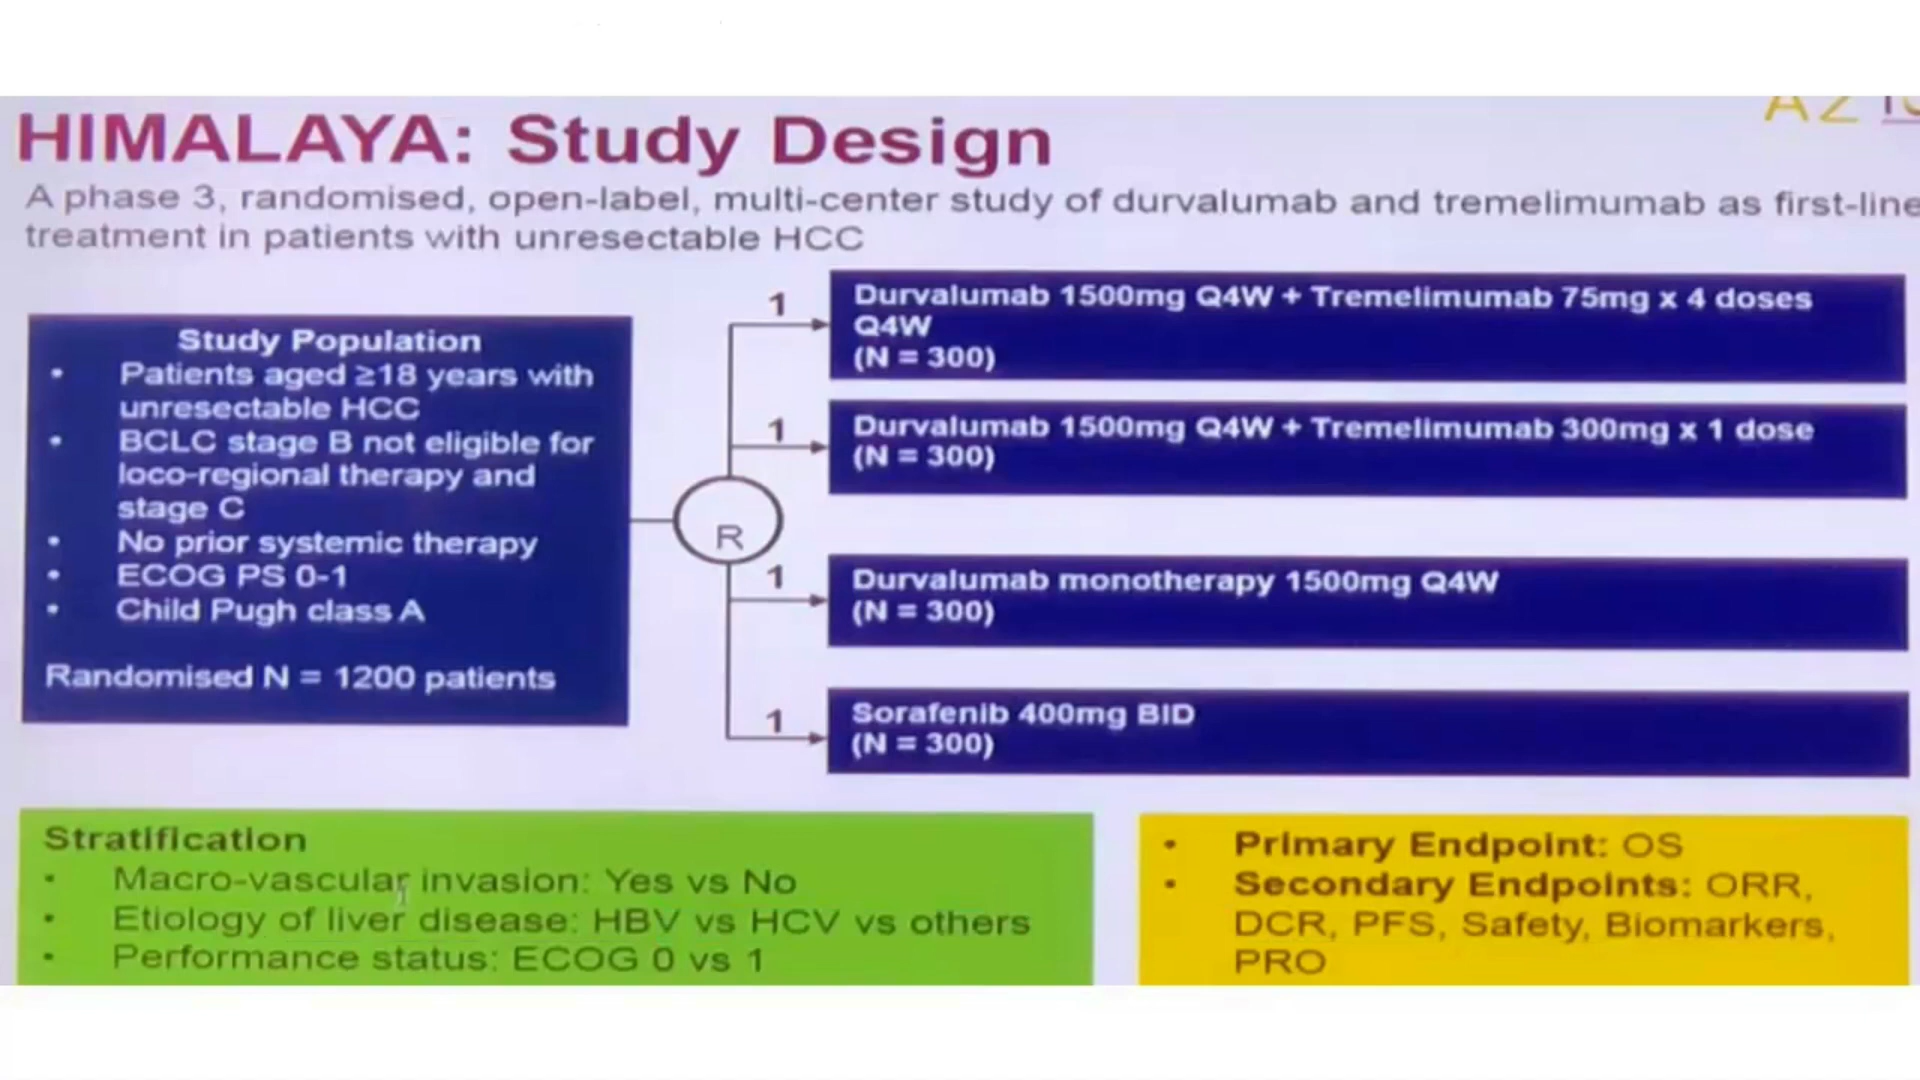 HIMALAYA: Study Design
A phase 3, randomised, open-label, multi-center study of durvalumab and tremelimumab as first-line
treatment in patients with unresectable HCC
Study Population
• Patients aged ≥18 years with
unresectable HCC
• BCLC stage B not eligible for
loco-regional therapy and
stage C
• No prior systemic therapy
• ECOG PS 0-1
• Child Pugh class A
Randomised N = 1200 patients
R
1
Durvalumab 1500mg Q4W + Tremelimumab 75mg x 4 doses
Q4W
(N = 300)
1
Durvalumab 1500mg Q4W + Tremelimumab 300mg x 1 dose
(N = 300)
1
Durvalumab monotherapy 1500mg Q4W
(N = 300)
1
Sorafenib 400mg BID
(N = 300)
Stratification
• Macro-vascular invasion: Yes vs No
• Etiology of liver disease: HBV vs HCV vs others
• Performance status: ECOG 0 vs 1
• Primary Endpoint: OS
• Secondary Endpoints: ORR,
DCR, PFS, Safety, Biomarkers,
PRO